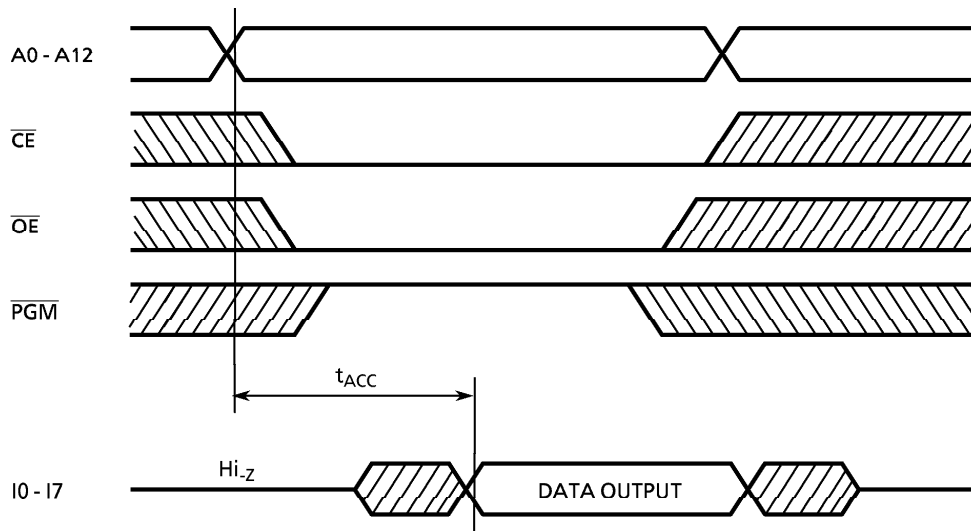 A0 - A12
CE
OE
PGM
tACC
Hi-Z
I0 - I7
DATA OUTPUT